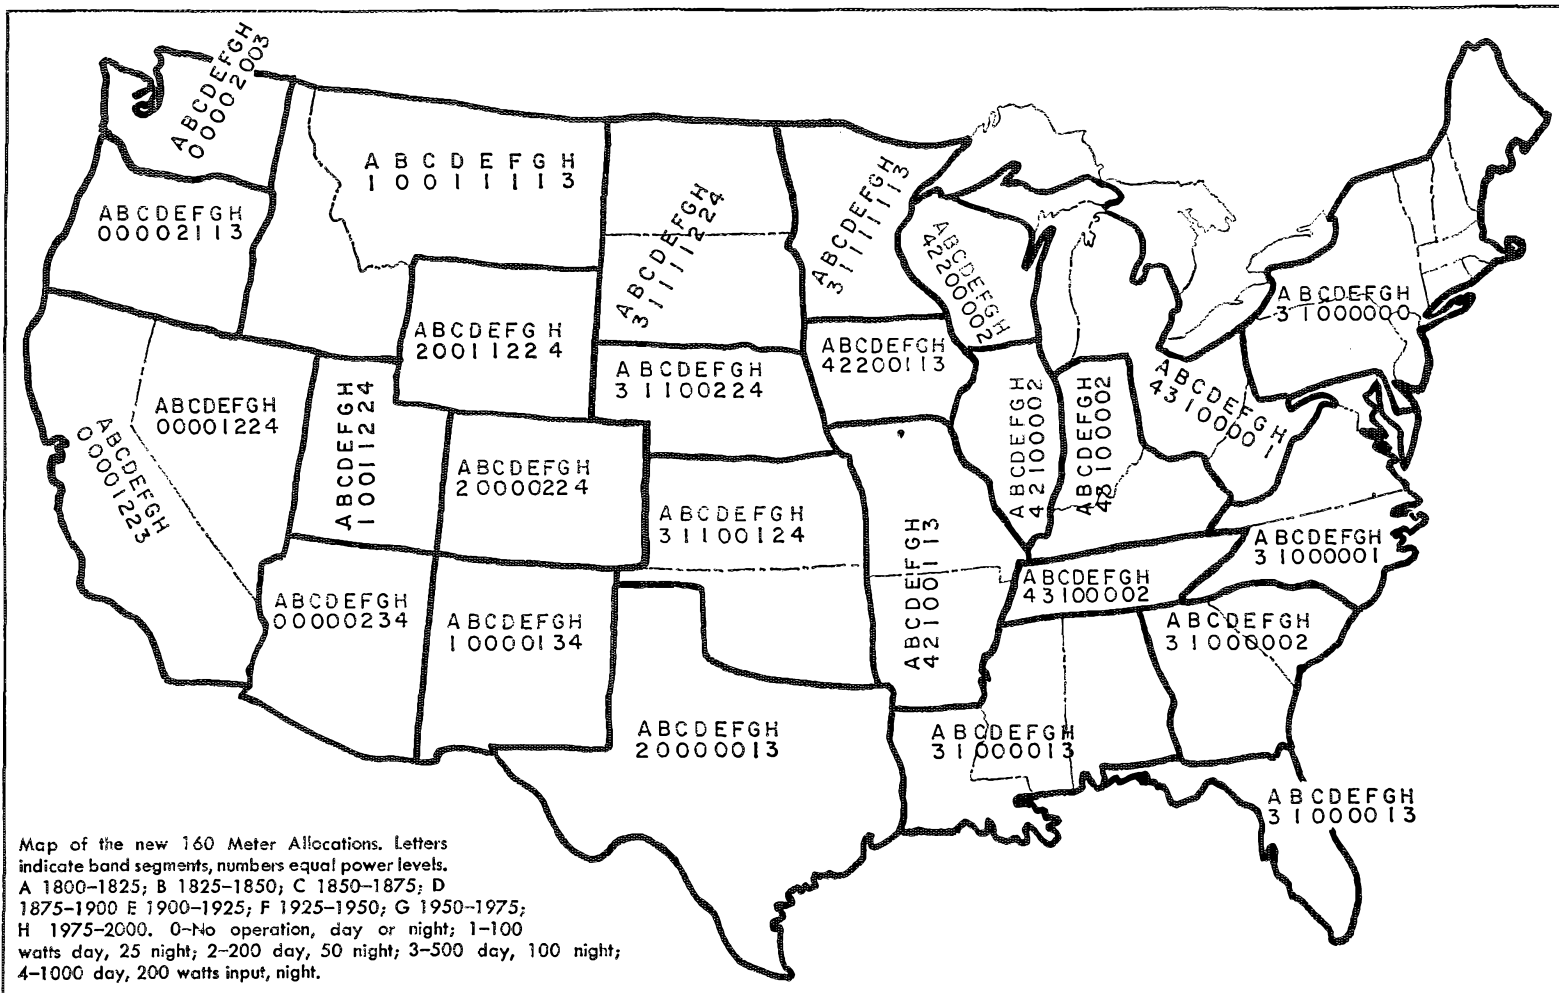 ABCDEFGH
00002003
ABCDEFGH
10011113
ABCDEFGH
00002113
ABCDEFGH
31111224
ABCDEFGH
31111113
ABCDEFGH
42200002
ABCDEFGH
31000000
ABCDEFGH
20011224
ABCDEFGH
31100224
ABCDEFGH
42200113
ABCDEFGH
4310000 1
ABCDEFGH
00001224
ABCDEFGH
00001223
ABCDEFGH
10011224
ABCDEFGH
20000224
ABCDEFGH
42100002
ABCDEFGH
43100002
ABCDEFGH
31100124
ABCDEFGH
42100113
ABCDEFGH
31000001
ABCDEFGH
43100002
ABCDEFGH
00000234
ABCDEFGH
10000134
ABCDEFGH
31000002
ABCDEFGH
20000013
ABCDEFGH
31000013
ABCDEFGH
31000013
Map of the new 160 Meter Allocations. Letters
indicate band segments, numbers equal power levels.
A 1800–1825; B 1825–1850; C 1850–1875; D
1875–1900 E 1900–1925; F 1925–1950; G 1950–1975;
H 1975–2000. 0–No operation, day or night; 1–100
watts day, 25 night; 2–200 day, 50 night; 3–500 day, 100 night;
4–1000 day, 200 watts input, night.